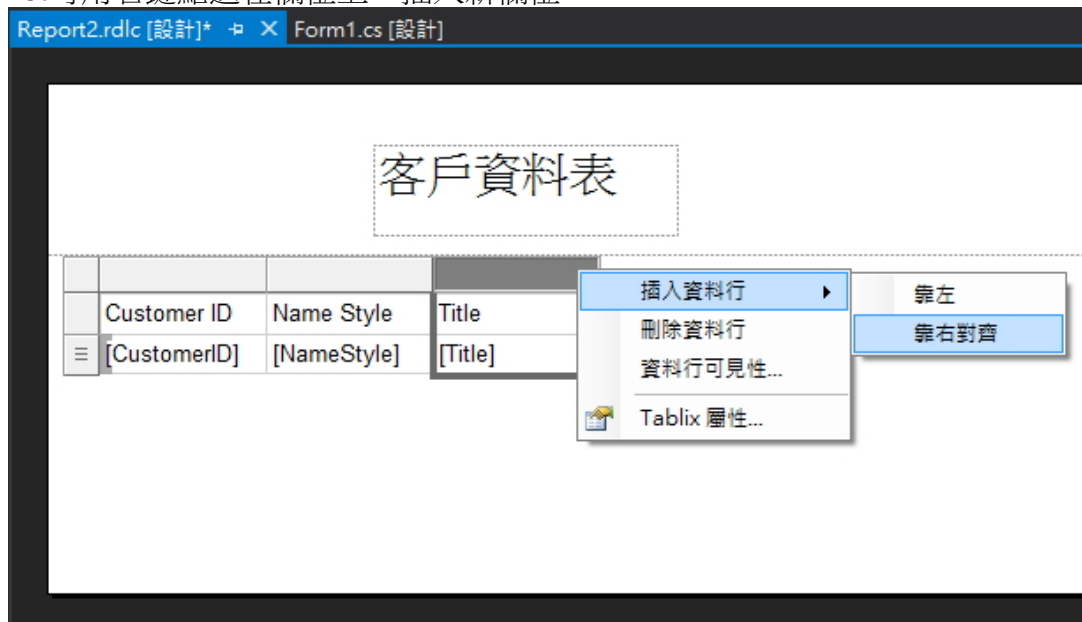 Report2.rdlc [設計]* Form1.cs [設計]
客戶資料表
Customer ID Name Style Title
[CustomerID] [NameStyle] [Title]
插入資料行
刪除資料行
資料行可見性...
Tablix 屬性...
靠左
靠右對齊